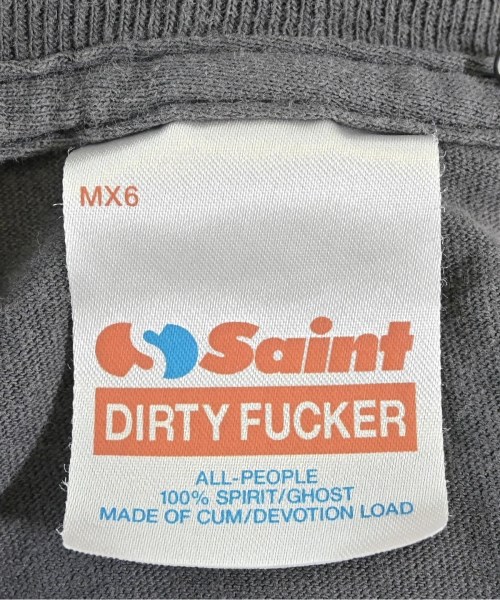 MX6
Saint
DIRTY FUCKER
ALL-PEOPLE
100% SPIRIT/GHOST
MADE OF CUM/DEVOTION LOAD